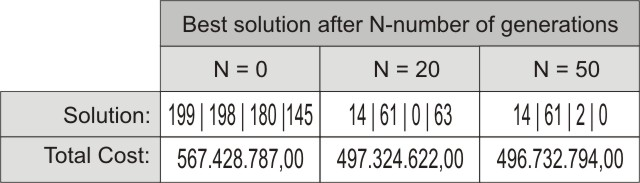 Best solution after N-number of generations
N = 0 N = 20 N = 50
Solution: 199 | 198 | 180 |145 14 | 61 | 0 | 63 14 | 61 | 2 | 0
Total Cost: 567.428.787,00 497.324.622,00 496.732.794,00